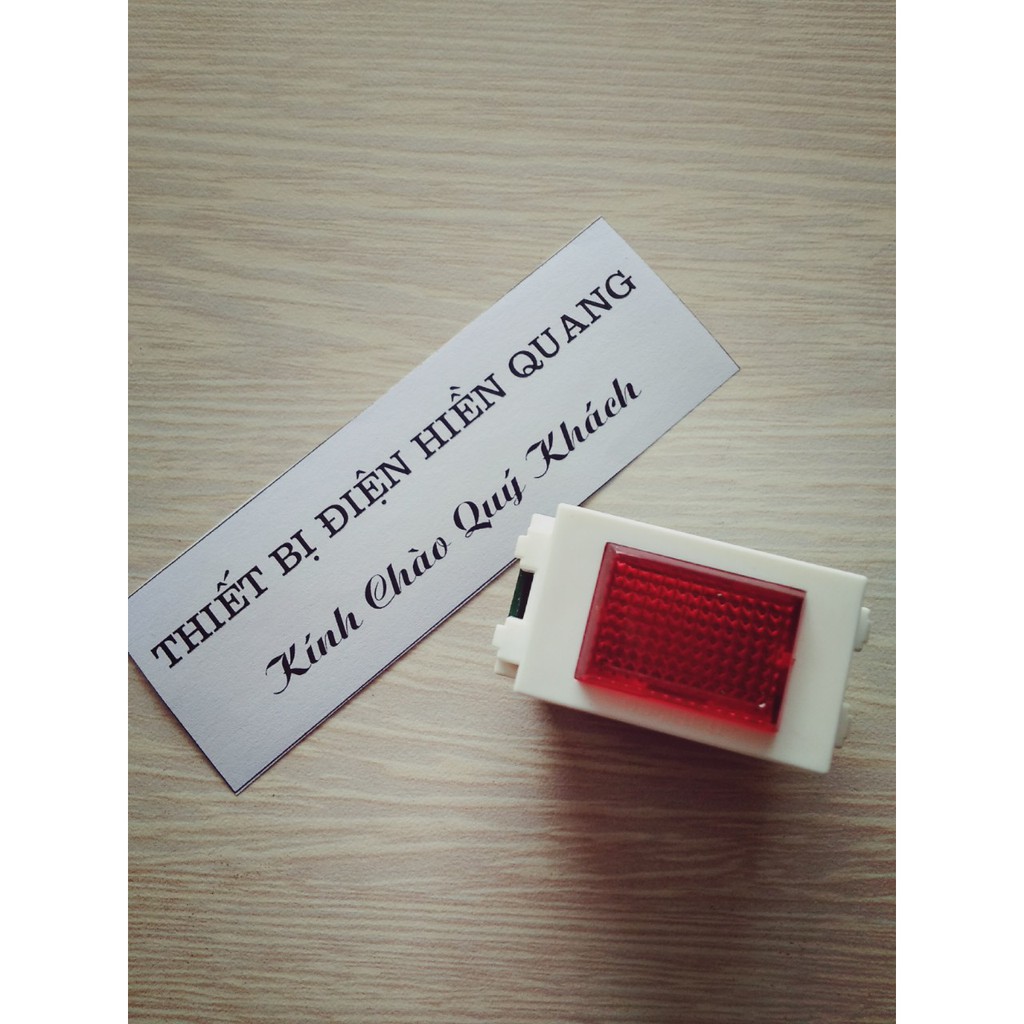 THIẾT BỊ ĐIỆN HIỀN QUANG
Kính Chào Quý Khách